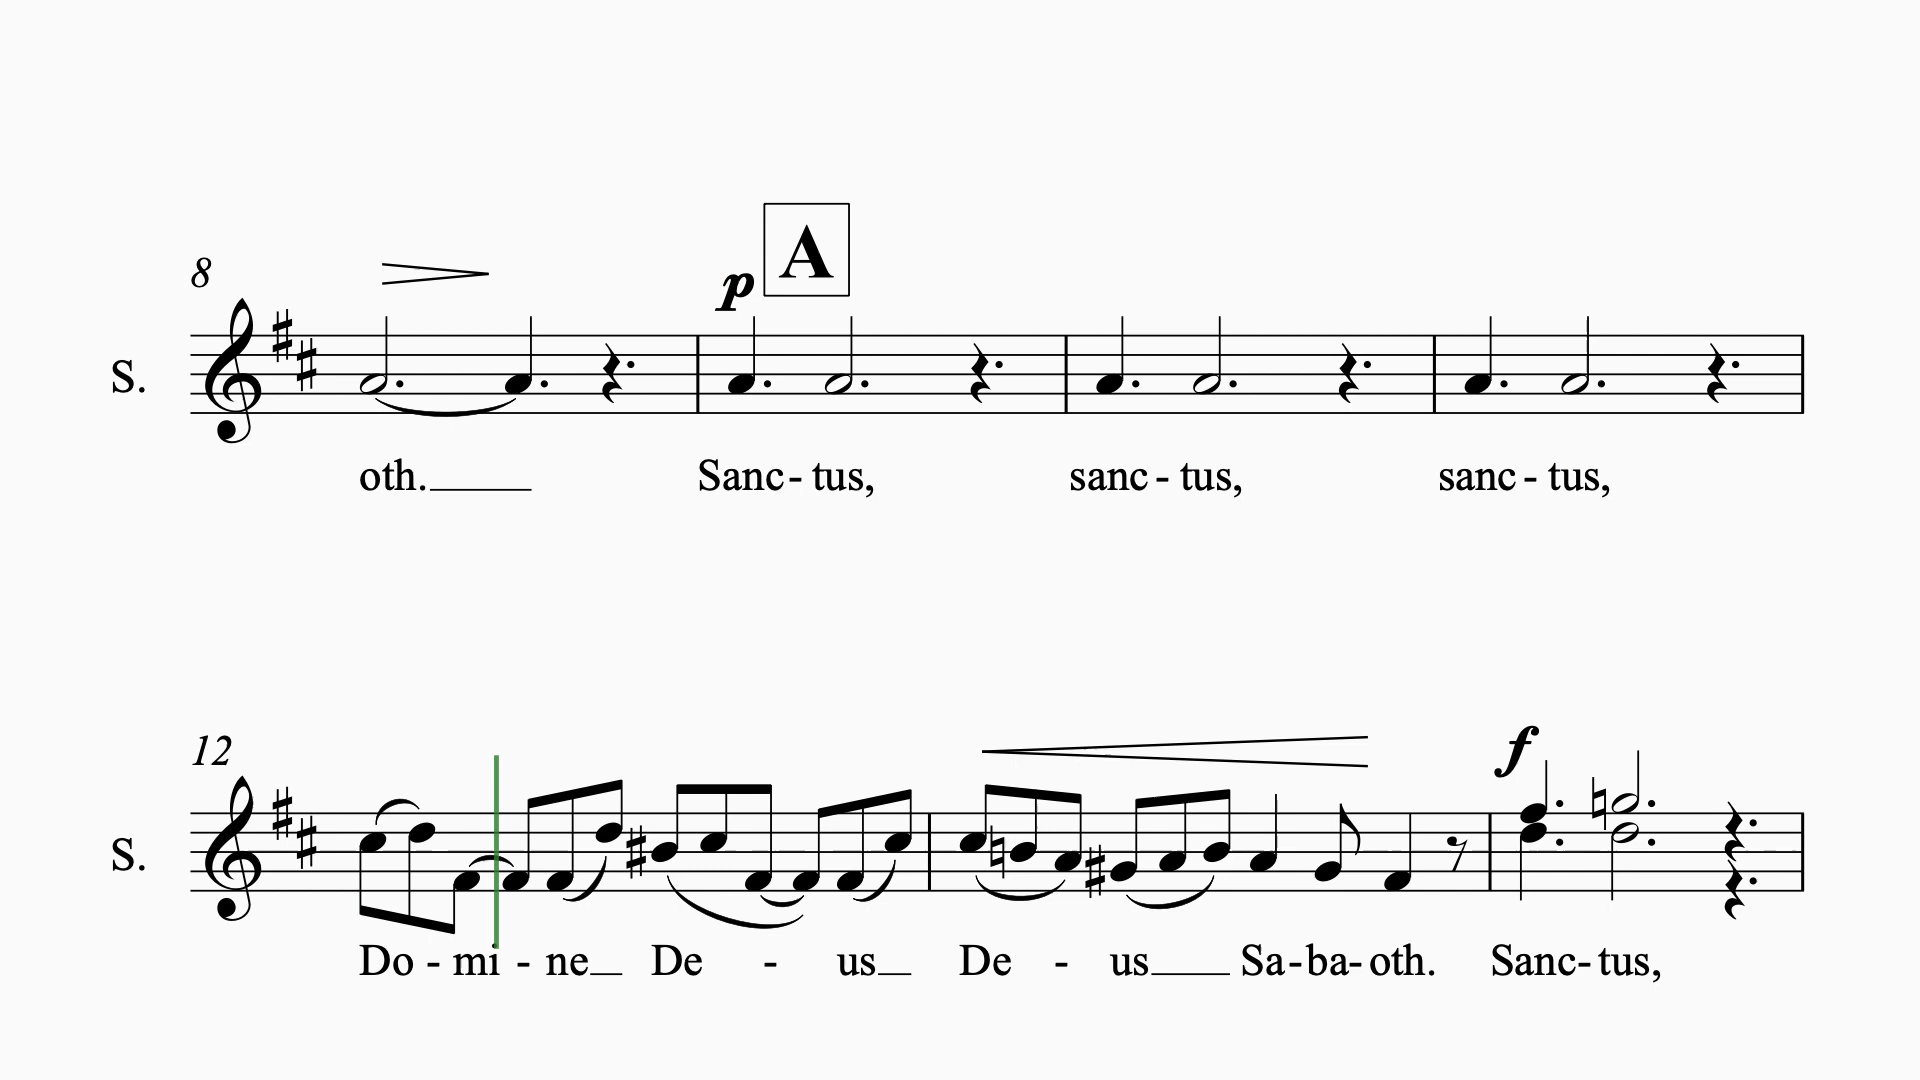 A
8
p
S.
oth. Sanc - tus, sanc - tus, sanc - tus,
12
f
S.
Do - mi - ne De - us De - us Sa - ba - oth. Sanc - tus,